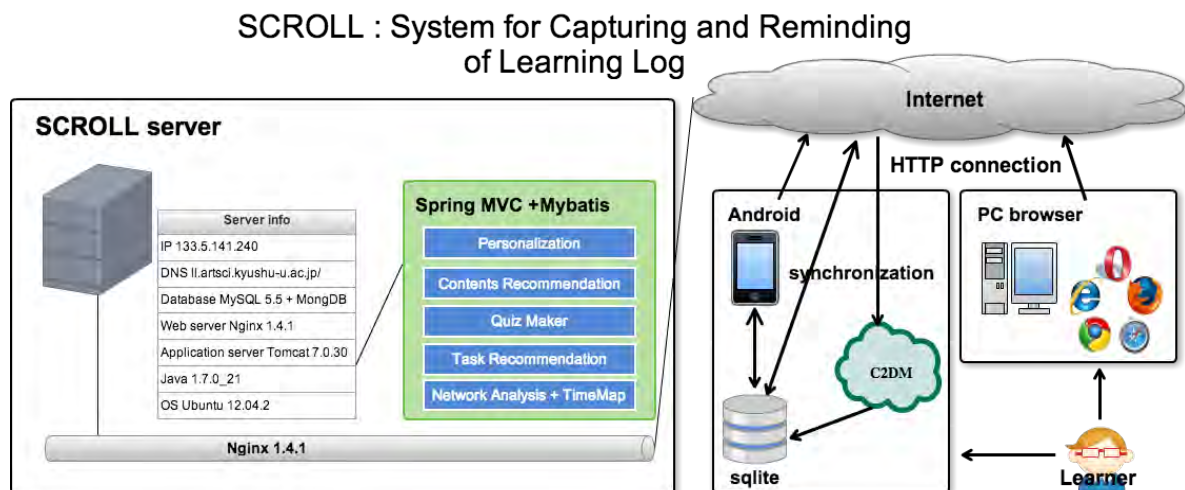 SCROLL : System for Capturing and Reminding
of Learning Log
SCROLL server
Server info
IP 133.5.141.240
DNS ll.artsci.kyushu-u.ac.jp/
Database MySQL 5.5 + MongDB
Web server Nginx 1.4.1
Application server Tomcat 7.0.30
Java 1.7.0_21
OS Ubuntu 12.04.2
Spring MVC +Mybatis
Personalization
Contents Recommendation
Quiz Maker
Task Recommendation
Network Analysis + TimeMap
Nginx 1.4.1
Internet
HTTP connection
Android
synchronization
C2DM
sqlite
PC browser
Learner